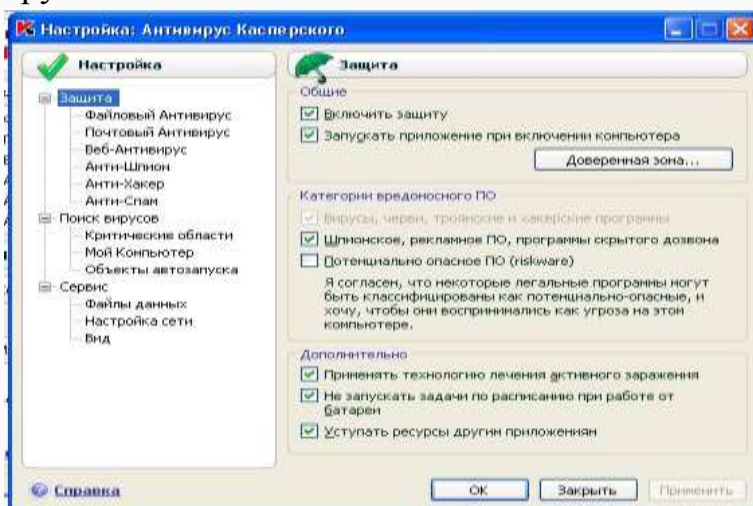 Настройка: Антивирус Касперского
Настройка
Защита
Файловый Антивирус
Почтовый Антивирус
Веб-Антивирус
Анти-Шпион
Анти-Хакер
Анти-Спам
Поиск вирусов
Критические области
Мой Компьютер
Объекты автозапуска
Сервис
Файлы данных
Настройка сети
Вид
Защита
Общие
Включить защиту
Запускать приложение при включении компьютера
Доверенная зона...
Категории вредоносного ПО
Вирусы, черви, троянские и хакерские программы
Шпионское, рекламное ПО, программы скрытого дозвона
Потенциально опасное ПО (riskware)
Я согласен, что некоторые легальные программы могут
быть классифицированы как потенциально-опасные, и
хочу, чтобы они воспринимались как угроза на этом
компьютере.
Дополнительно
Применять технологию лечения активного заражения
Не запускать задачи по расписанию при работе от
батареи
Уступать ресурсы другим приложениям
Справка
ОК
Закрыть
Применить